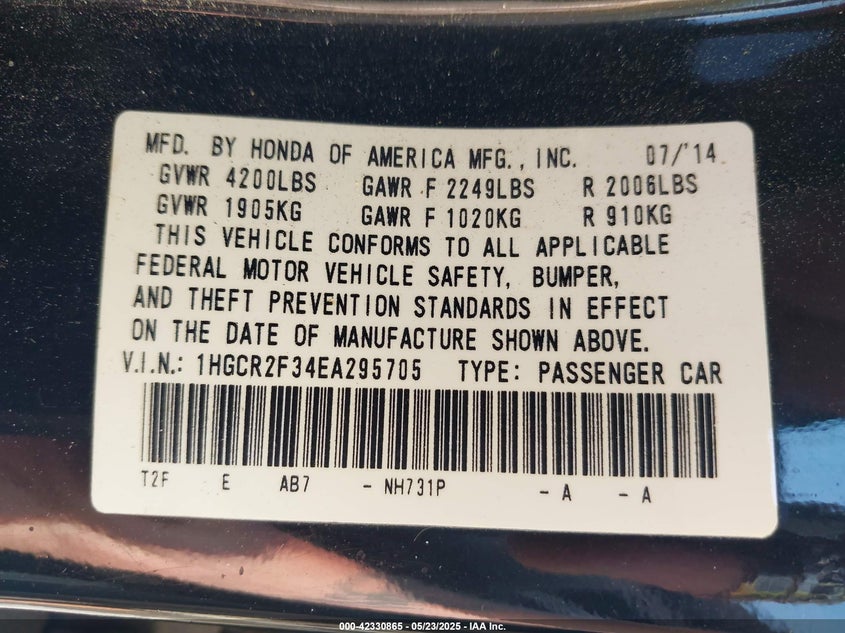 MFD. BY HONDA OF AMERICA MFG., INC. 07/'14
GVWR 4200LBS GAWR F 2249LBS R 2006LBS
GVWR 1905KG GAWR F 1020KG R 910KG
THIS VEHICLE CONFORMS TO ALL APPLICABLE
FEDERAL MOTOR VEHICLE SAFETY, BUMPER,
AND THEFT PREVENTION STANDARDS IN EFFECT
ON THE DATE OF MANUFACTURE SHOWN ABOVE.
V.I.N.: 1HGCR2F34EA295705 TYPE: PASSENGER CAR
T2F E AB7 - NH731P - A - A
000-42330865 - 05/23/2025 - IAA Inc.